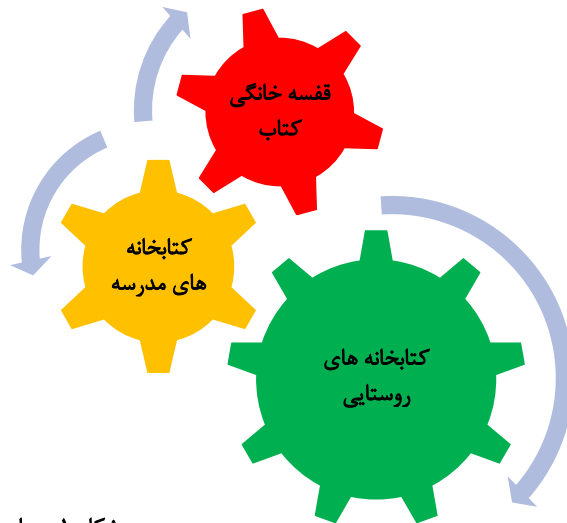 قفسه خانگی
کتاب
کتابخانه
های مدرسه
کتابخانه های
روستایی